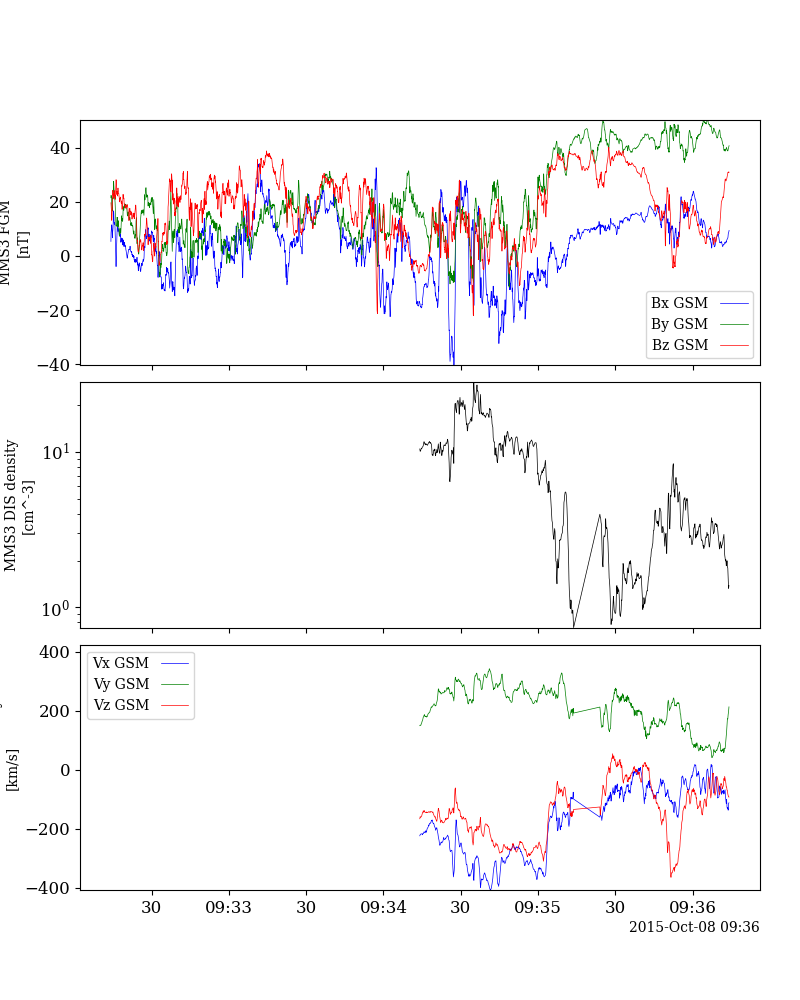 40
20
0
−20
−40
MMS3 FGM
[nT]
Bx GSM
By GSM
Bz GSM
10^1
10^0
MMS3 DIS density
[cm^-3]
400
200
0
−200
−400
[km/s]
Vx GSM
Vy GSM
Vz GSM
30 09:33 30 09:34 30 09:35 30 09:36
2015-Oct-08 09:36